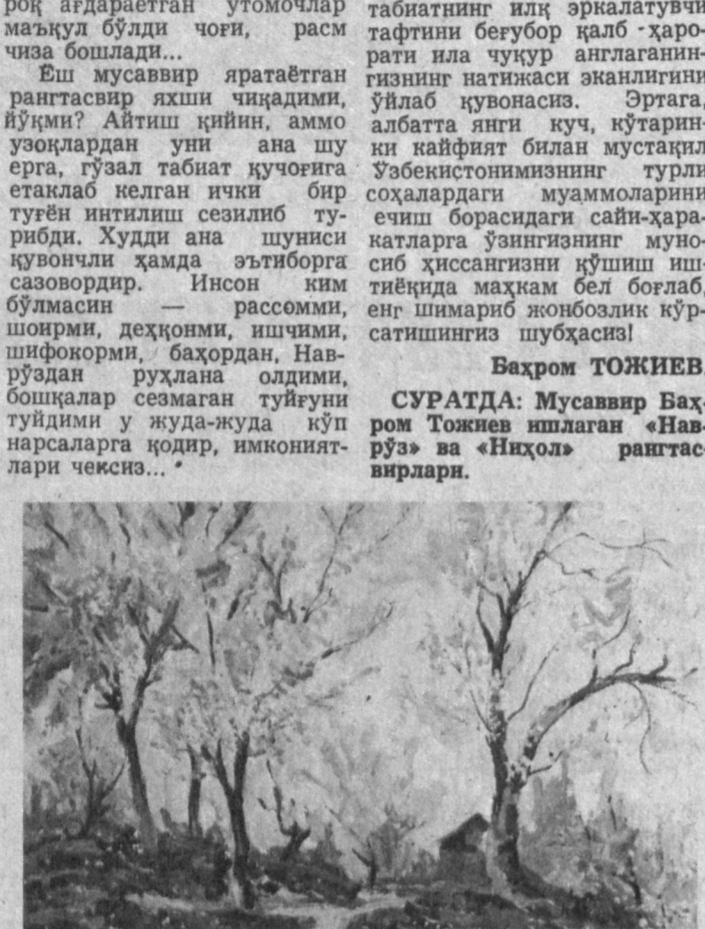 роқ ағдараётган утомочлар
маъқул бўлди чоғи, расм
чиза бошлади...
Ёш мусаввир яратаётган
рангтасвир яхши чиқадими,
йўқми? Айтиш қийин, аммо
узоқлардан уни ана шу
ерга, гўзал табиат қучоғига
етаклаб келган ички бир
туғён интилиш сезилиб ту-
рибди. Худди ана шуниси
қувончли ҳамда эътиборга
сазовордир. Инсон ким
бўлмасин — рассомми,
шоирми, деҳқонми, ишчими,
шифокорми, баҳордан, Нав-
рўздан руҳлана олдими,
бошқалар сезмаган туйғуни
туйдими у жуда-жуда кўп
нарсаларга қодир, имконият-
лари чексиз...
табиатнинг илқ эркалатувчи
тафтини беғубор қалб ҳаро-
рати ила чуқур англаганин-
гизнинг натижаси эканлигини
ўйлаб қувонасиз. Эртага,
албатта янги куч, кўтарин-
ки кайфият билан мустақил
Ўзбекистонимизнинг турли
соҳалардаги муаммоларини
ечиш борасидаги сайи-ҳара-
катларга ўзингизнинг муно-
сиб ҳиссангизни қўшиш иш-
тиёқида маҳкам бел боғлаб,
енг шимариб жонбозлик кўр-
сатишингиз шубҳасиз!
Баҳром ТОЖИЕВ.
СУРАТДА: Мусаввир Баҳ-
ром Тожиев ишлаган «Нав-
рўз» ва «Ниҳол» рангтас-
вирлари.